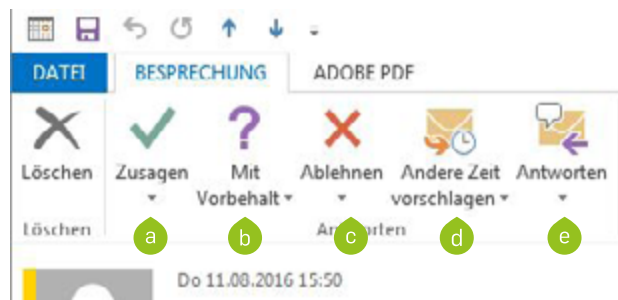 DATEI BESPRECHUNG ADOBE PDF
Löschen Zusagen Mit Vorbehalt Ablehnen Andere Zeit vorschlagen Antworten
Löschen a b Antworten c d e
Do 11.08.2016 15:50